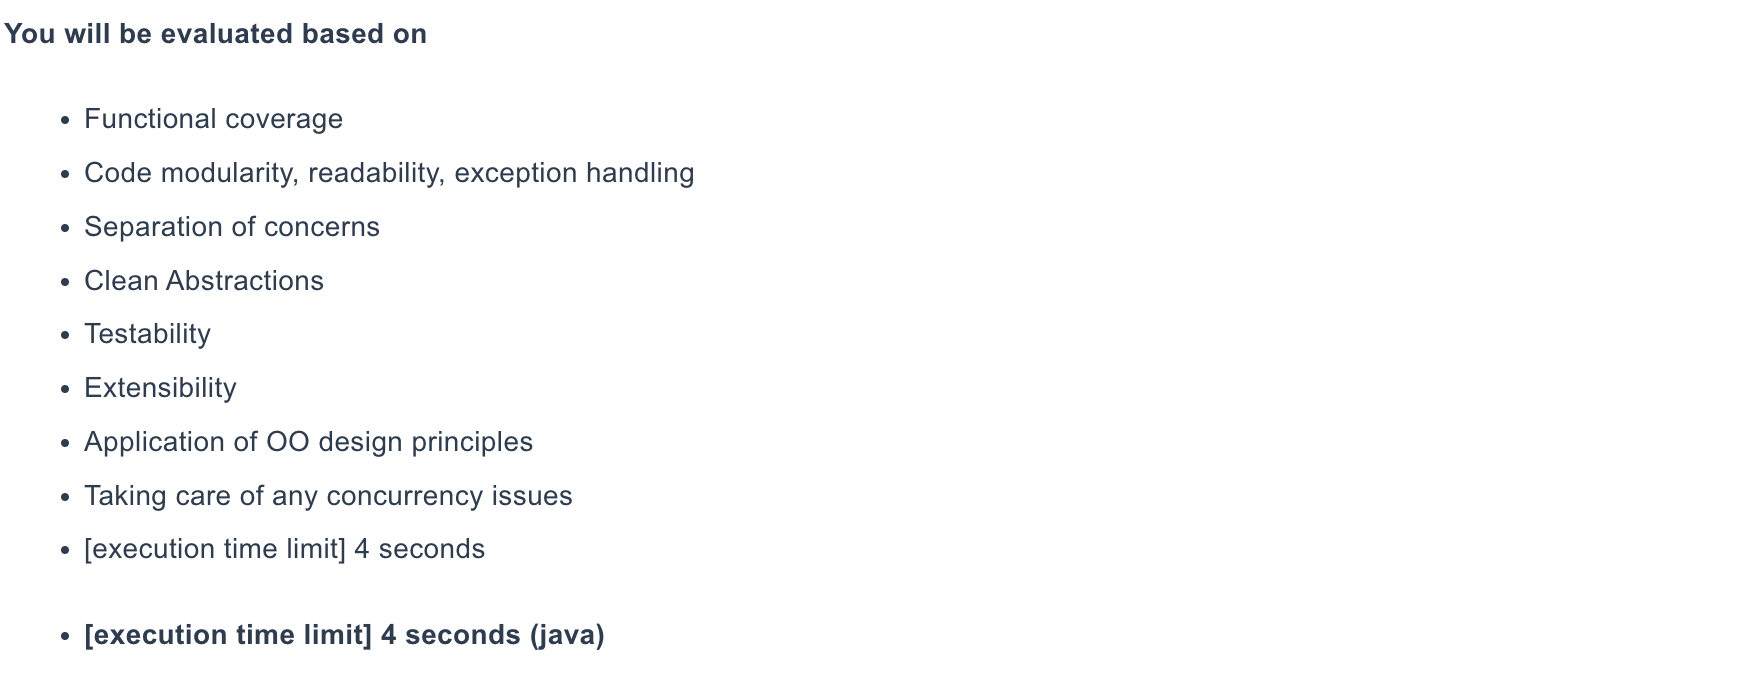 You will be evaluated based on
• Functional coverage
• Code modularity, readability, exception handling
• Separation of concerns
• Clean Abstractions
• Testability
• Extensibility
• Application of OO design principles
• Taking care of any concurrency issues
• [execution time limit] 4 seconds
• [execution time limit] 4 seconds (java)